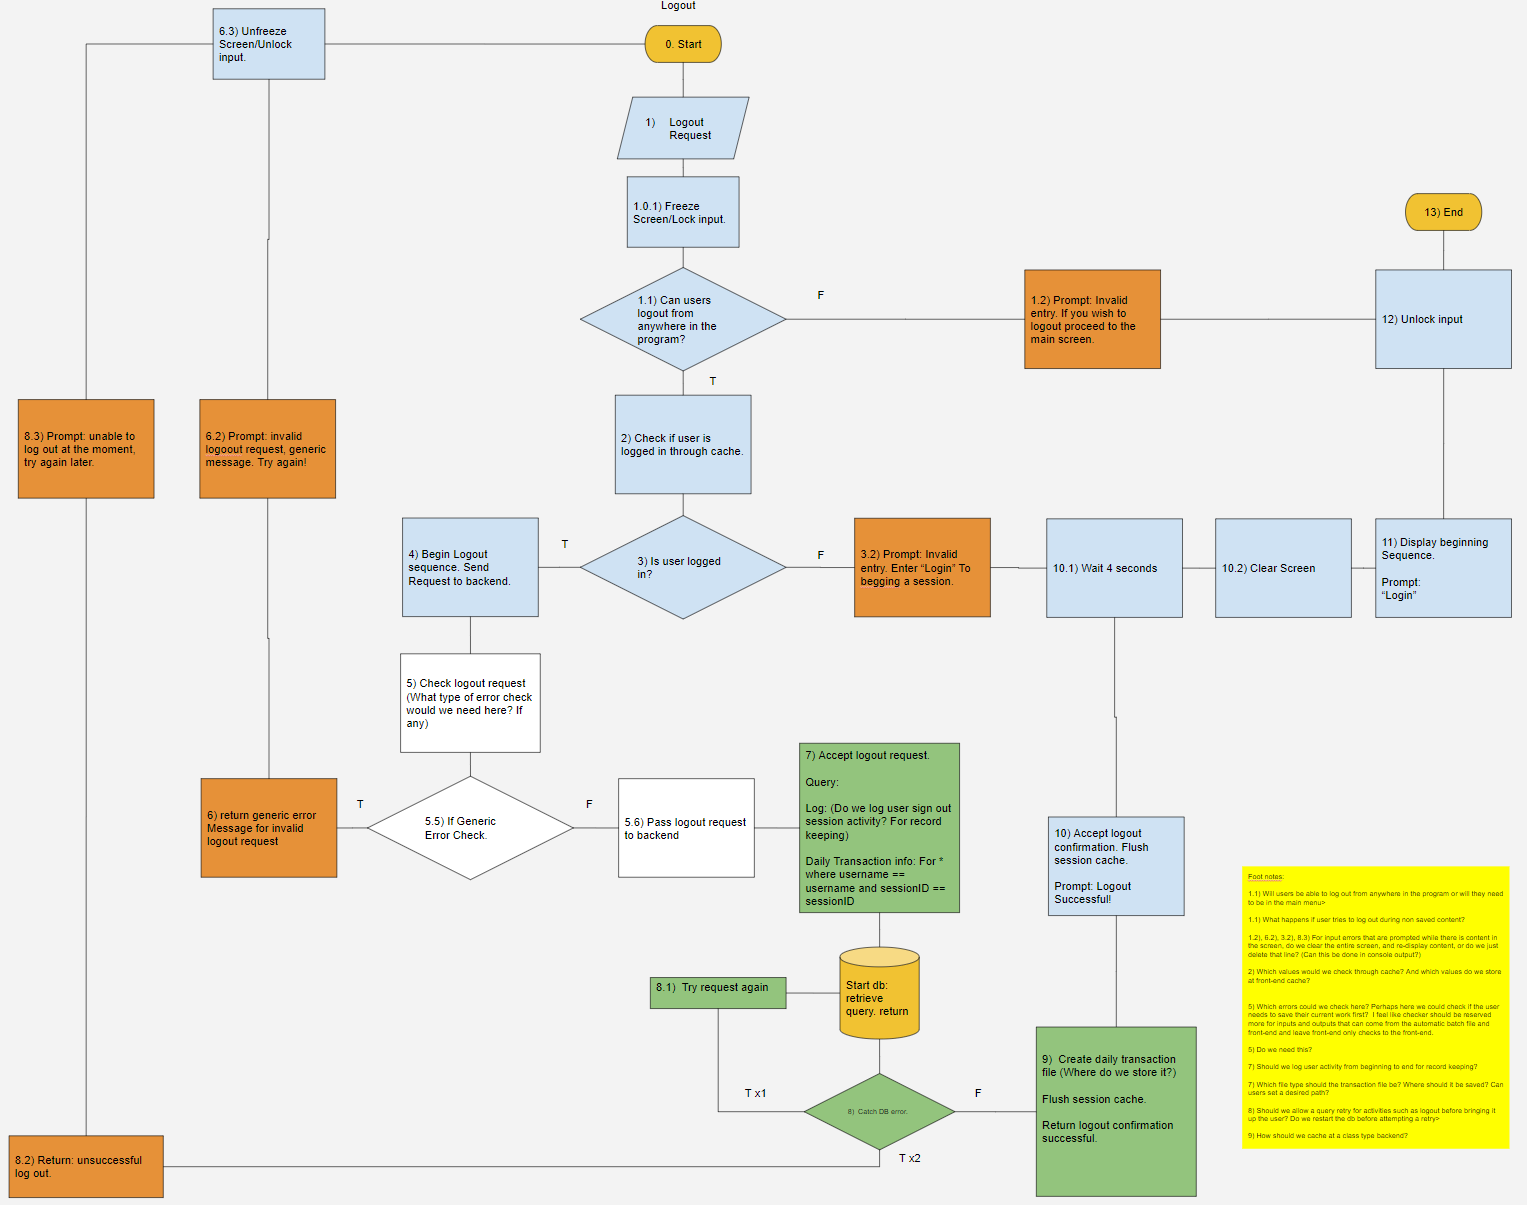 Logout
0. Start
6.3) Unfreeze
Screen/Unlock
input.
1) Logout
Request
1.0.1) Freeze
Screen/Lock input.
13) End
1.1) Can users
logout from
anywhere in the
program?
F
1.2) Prompt: Invalid
entry. If you wish to
logout proceed to the
main screen.
12) Unlock input
T
8.3) Prompt: unable to
log out at the moment,
try again later.
6.2) Prompt: invalid
logoout request, generic
message. Try again!
2) Check if user is
logged in through cache.
4) Begin Logout
sequence. Send
Request to backend.
T
3) Is user logged
in?
F
3.2) Prompt: Invalid
entry. Enter “Login” To
begging a session.
10.1) Wait 4 seconds
10.2) Clear Screen
11) Display beginning
Sequence.
Prompt:
“Login”
5) Check logout request
(What type of error check
would we need here? If
any)
6) return generic error
Message for invalid
logout request
T
5.5) If Generic
Error Check.
F
5.6) Pass logout request
to backend
7) Accept logout request.
Query:
Log: (Do we log user sign out
session activity? For record
keeping)
Daily Transaction info: For *
where username ==
username and sessionID ==
sessionID
10) Accept logout
confirmation. Flush
session cache.
Prompt: Logout
Successful!
8.1) Try request again
Start db:
retrieve
query. return
T x1
8) Catch DB error.
F
T x2
9) Create daily transaction
file (Where do we store it?)
Flush session cache.
Return logout confirmation
successful.
8.2) Return: unsuccessful
log out.
Foot notes:
1.1) Will users be able to log out from anywhere in the program or will they need
to be in the main menu>
1.1) What happens if user tries to log out during non saved content?
1.2), 6.2), 3.2), 8.3) For input errors that are prompted while there is content in
the screen, do we clear the entire screen, and re-display content, or do we just
delete that line? (Can this be done in console output?)
2) Which values would we check through cache? And which values do we store
at front-end cache?
5) Which errors could we check here? Perhaps here we could check if the user
needs to save their current work first? I feel like checker should be reserved
more for inputs and outputs that can come from the automatic batch file and
front-end and leave front-end only checks to the front-end.
5) Do we need this?
7) Should we log user activity from beginning to end for record keeping?
7) Which file type should the transaction file be? Where should it be saved? Can
users set a desired path?
8) Should we allow a query retry for activities such as logout before bringing it
up the user? Do we restart the db before attempting a retry>
9) How should we cache at a class type backend?